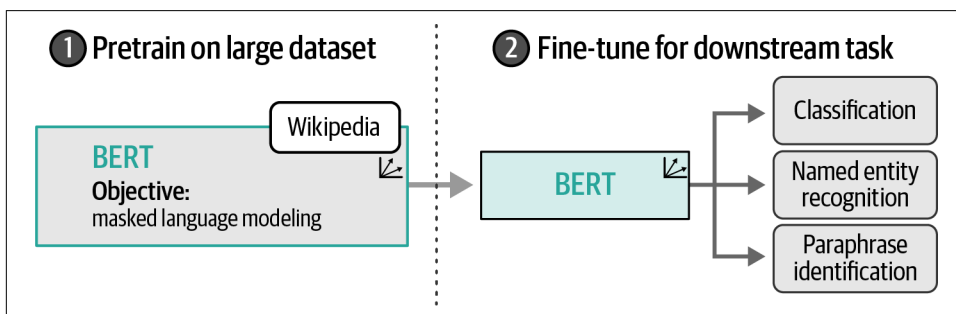 1 Pretrain on large dataset
Wikipedia
BERT
Objective:
masked language modeling
2 Fine-tune for downstream task
BERT
Classification
Named entity
recognition
Paraphrase
identification